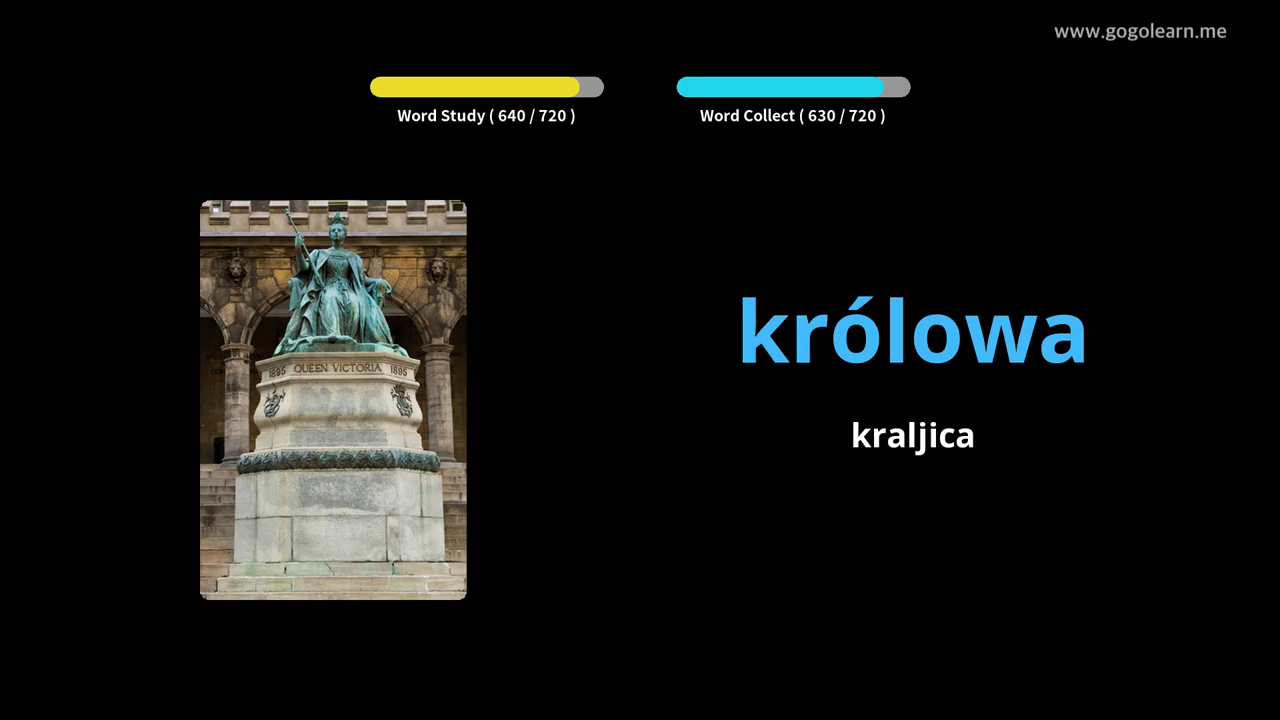 www.gogolearn.me
Word Study ( 640 / 720 )
Word Collect ( 630 / 720 )
1895 QUEEN VICTORIA 1895
królowa
kraljica